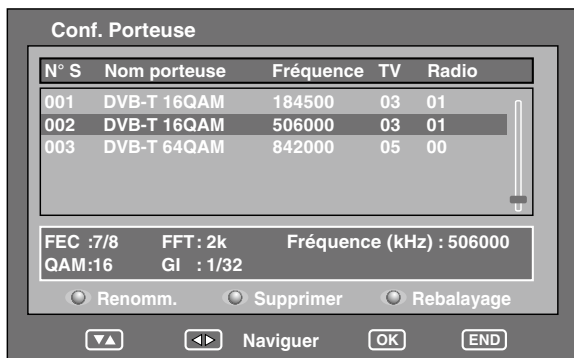 Conf. Porteuse
N° S Nom porteuse Fréquence TV Radio
001 DVB-T 16QAM 184500 03 01
002 DVB-T 16QAM 506000 03 01
003 DVB-T 64QAM 842000 05 00
FEC :7/8 FFT: 2k Fréquence (kHz) : 506000
QAM:16 GI : 1/32
Renomm. Supprimer Rebalayage
Naviguer OK END